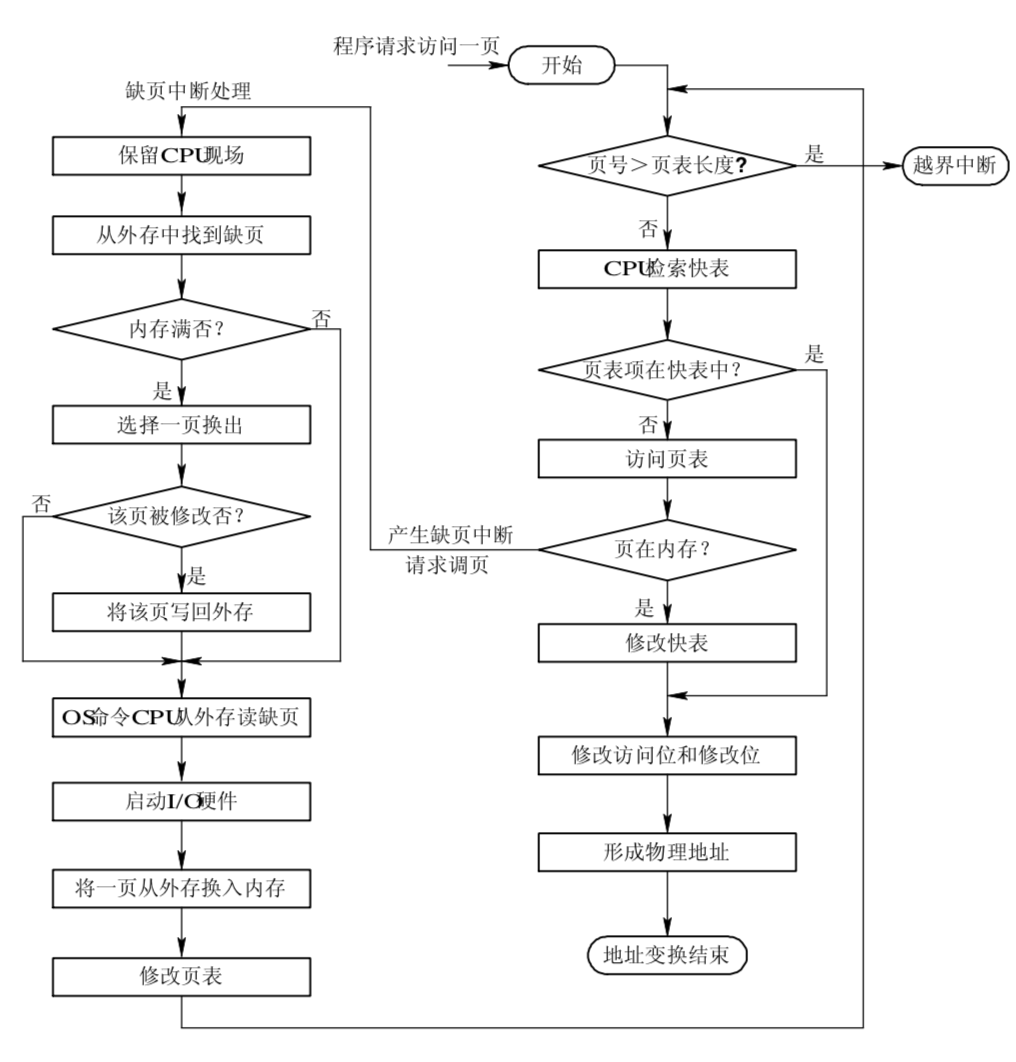 程序请求访问一页
开始
缺页中断处理
保留CPU现场
页号＞页表长度?
是
越界中断
从外存中找到缺页
否
CPU检索快表
内存满否？
否
是
页表项在快表中？
是
选择一页换出
否
访问页表
否
该页被修改否？
产生缺页中断
请求调页
页在内存？
是
将该页写回外存
是
修改快表
OS命令CPU从外存读缺页
修改访问位和修改位
启动I/O硬件
形成物理地址
将一页从外存换入内存
地址变换结束
修改页表